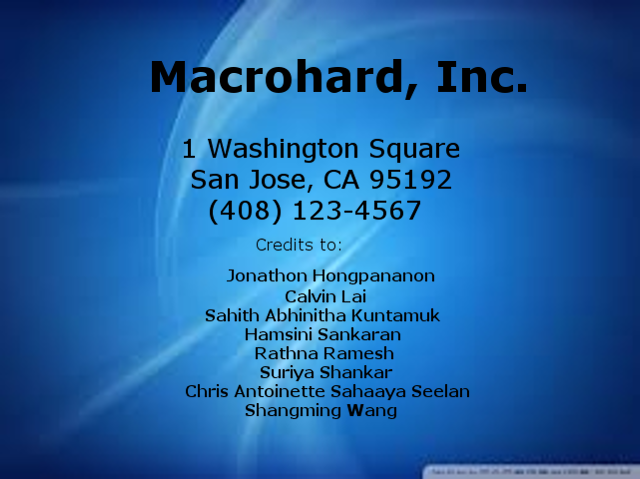 Macrohard, Inc.
1 Washington Square
San Jose, CA 95192
(408) 123-4567
Credits to:
Jonathon Hongpananon
Calvin Lai
Sahith Abhinitha Kuntamuk
Hamsini Sankaran
Rathna Ramesh
Suriya Shankar
Chris Antoinette Sahaaya Seelan
Shangming Wang